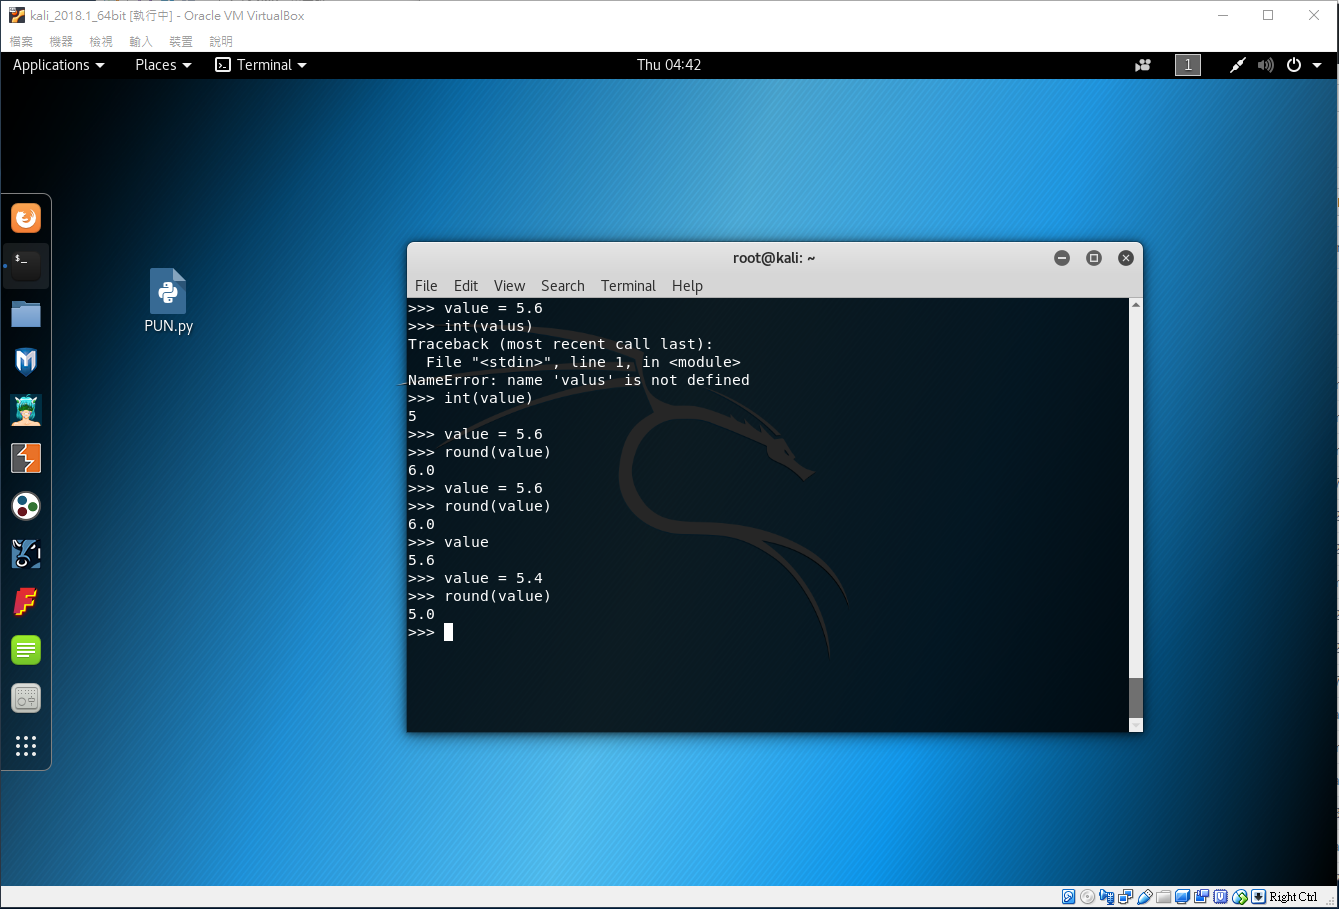 kali_2018.1_64bit [執行中] - Oracle VM VirtualBox
檔案 機器 檢視 輸入 裝置 說明
Applications Places Terminal Thu 04:42 1
PUN.py
root@kali: ~
File Edit View Search Terminal Help
>>> value = 5.6
>>> int(valus)
Traceback (most recent call last):
  File "<stdin>", line 1, in <module>
NameError: name 'valus' is not defined
>>> int(value)
5
>>> value = 5.6
>>> round(value)
6.0
>>> value = 5.6
>>> round(value)
6.0
>>> value
5.6
>>> value = 5.4
>>> round(value)
5.0
>>>
Right Ctrl